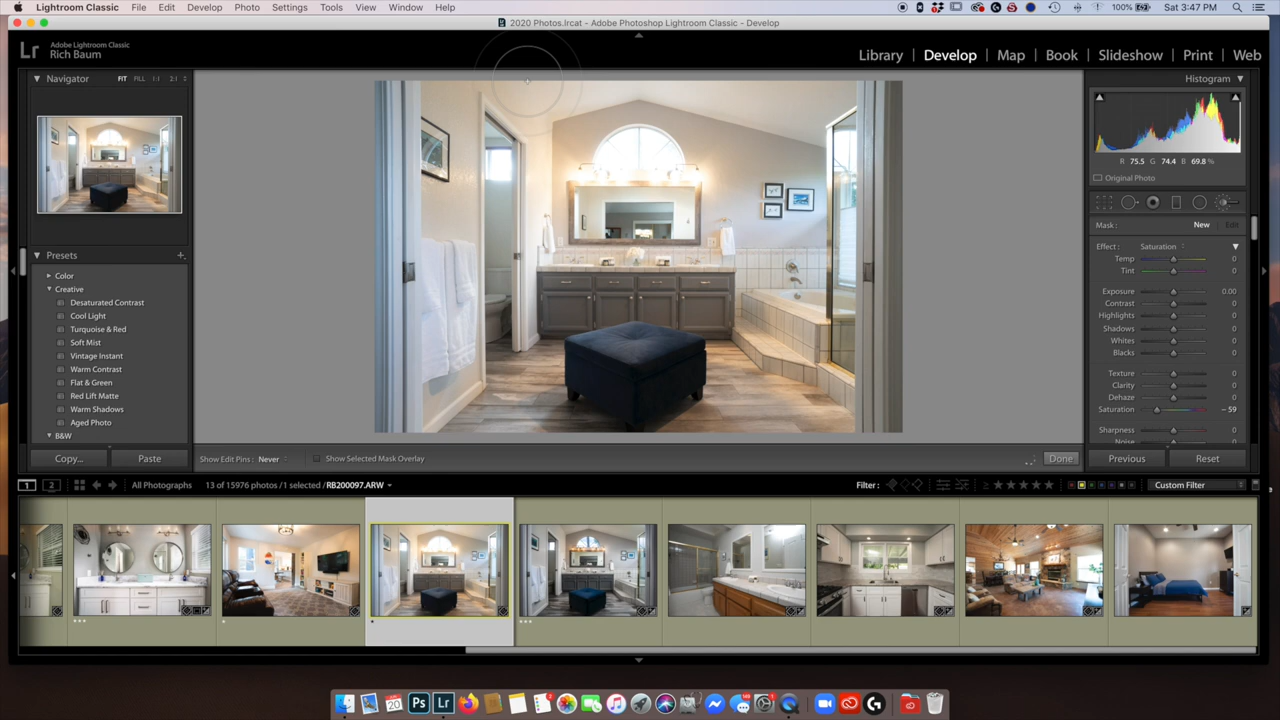 Lightroom Classic File Edit Develop Photo Settings Tools View Window Help 100% Sat 3:47 PM
2020 Photos.lrcat - Adobe Photoshop Lightroom Classic - Develop
Lr Adobe Lightroom Classic
Rich Baum
Library | Develop | Map | Book | Slideshow | Print | Web
Navigator FIT FILL 1:1 2:1
Histogram
R 75.5 G 74.4 B 69.8 %
Original Photo
Mask: New Edit
Effect: Saturation
Temp 0
Tint 0
Exposure 0.00
Contrast 0
Highlights 0
Shadows 0
Whites 0
Blacks 0
Texture 0
Clarity 0
Dehaze 0
Saturation – 59
Sharpness 0
Noise 0
Previous Reset
Presets +
Color
Creative
Desaturated Contrast
Cool Light
Turquoise & Red
Soft Mist
Vintage Instant
Warm Contrast
Flat & Green
Red Lift Matte
Warm Shadows
Aged Photo
B&W
Copy... Paste
Show Edit Pins: Never Show Selected Mask Overlay Done
1 2 All Photographs 13 of 15976 photos / 1 selected / RB200097.ARW Filter: Custom Filter
Ps Lr